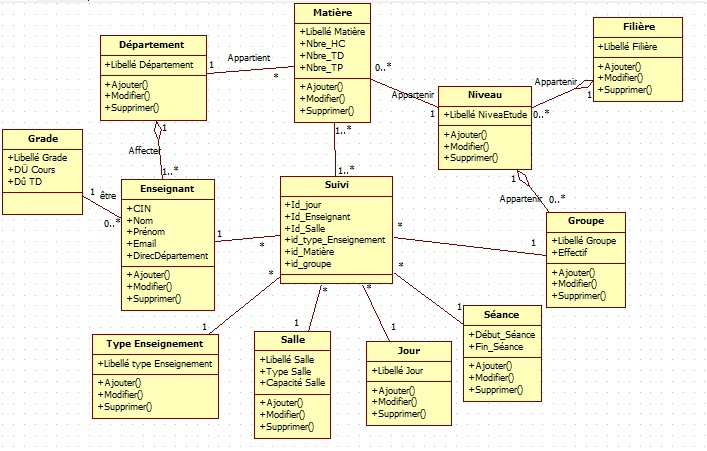 Matière
+Libellé Matière
+Nbre_HC
+Nbre_TD
+Nbre_TP
+Ajouter()
+Modifier()
+Supprimer()
Département
+Libellé Département
+Ajouter()
+Modifier()
+Supprimer()
1
Appartient
*
Filière
+Libellé Filière
+Ajouter()
+Modifier()
+Supprimer()
0..*
Appartenir
1
Niveau
+Libellé NiveaEtude
+Ajouter()
+Modifier()
+Supprimer()
Appartenir
1
0..*
Grade
+Libellé Grade
+DÜ Cours
+Dû TD
1
Affecter
1..*
1 être
0..*
Enseignant
+CIN
+Nom
+Prénom
+Email
+DirecDépartement
+Ajouter()
+Modifier()
+Supprimer()
1..*
1..*
Suivi
+Id_jour
+Id_Enseignant
+Id_Salle
+id_type_Enseignement
+id_Matière
+id_groupe
1
*
1
Appartenir
0..*
Groupe
+Libellé Groupe
+Effectif
+Ajouter()
+Modifier()
+Supprimer()
*
1
*
*
*
*
1
1
1
1
Type Enseignement
+Libellé type Enseignement
+Ajouter()
+Modifier()
+Supprimer()
Salle
+Libellé Salle
+Type Salle
+Capacité Salle
+Ajouter()
+Modifier()
+Supprimer()
Jour
+Libellé Jour
+Ajouter()
+Modifier()
+Supprimer()
Séance
+Début_Séance
+Fin_Séance
+Ajouter()
+Modifier()
+Supprimer()